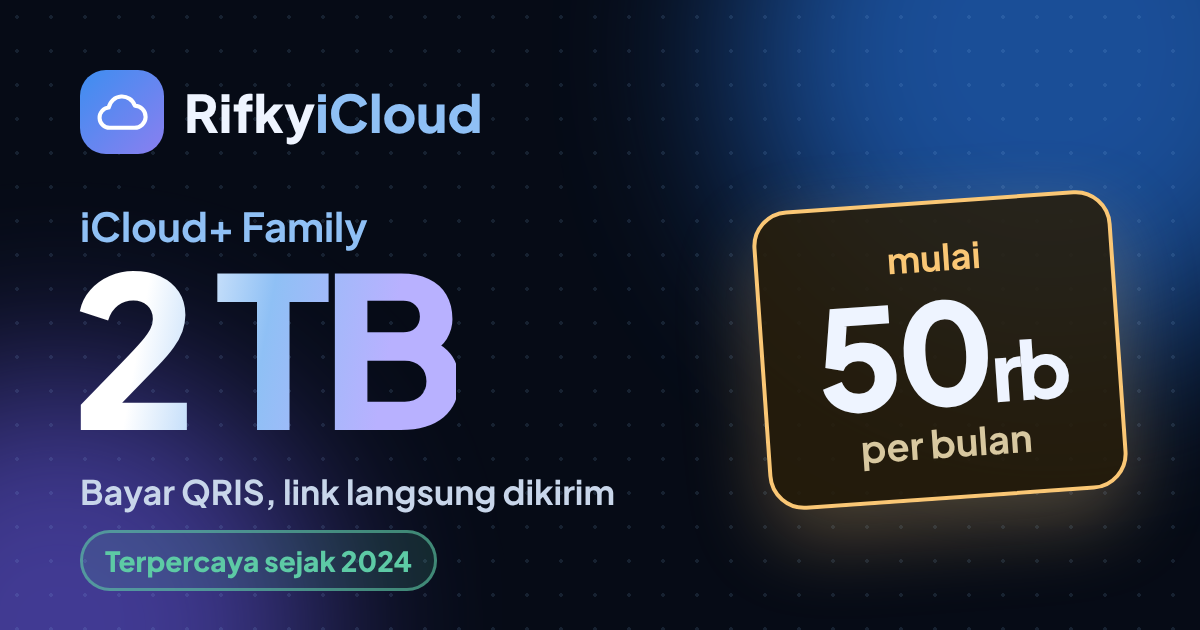 RifkyiCloud
iCloud+ Family
2 TB
Bayar QRIS, link langsung dikirim
Terpercaya sejak 2024
mulai
50rb
per bulan